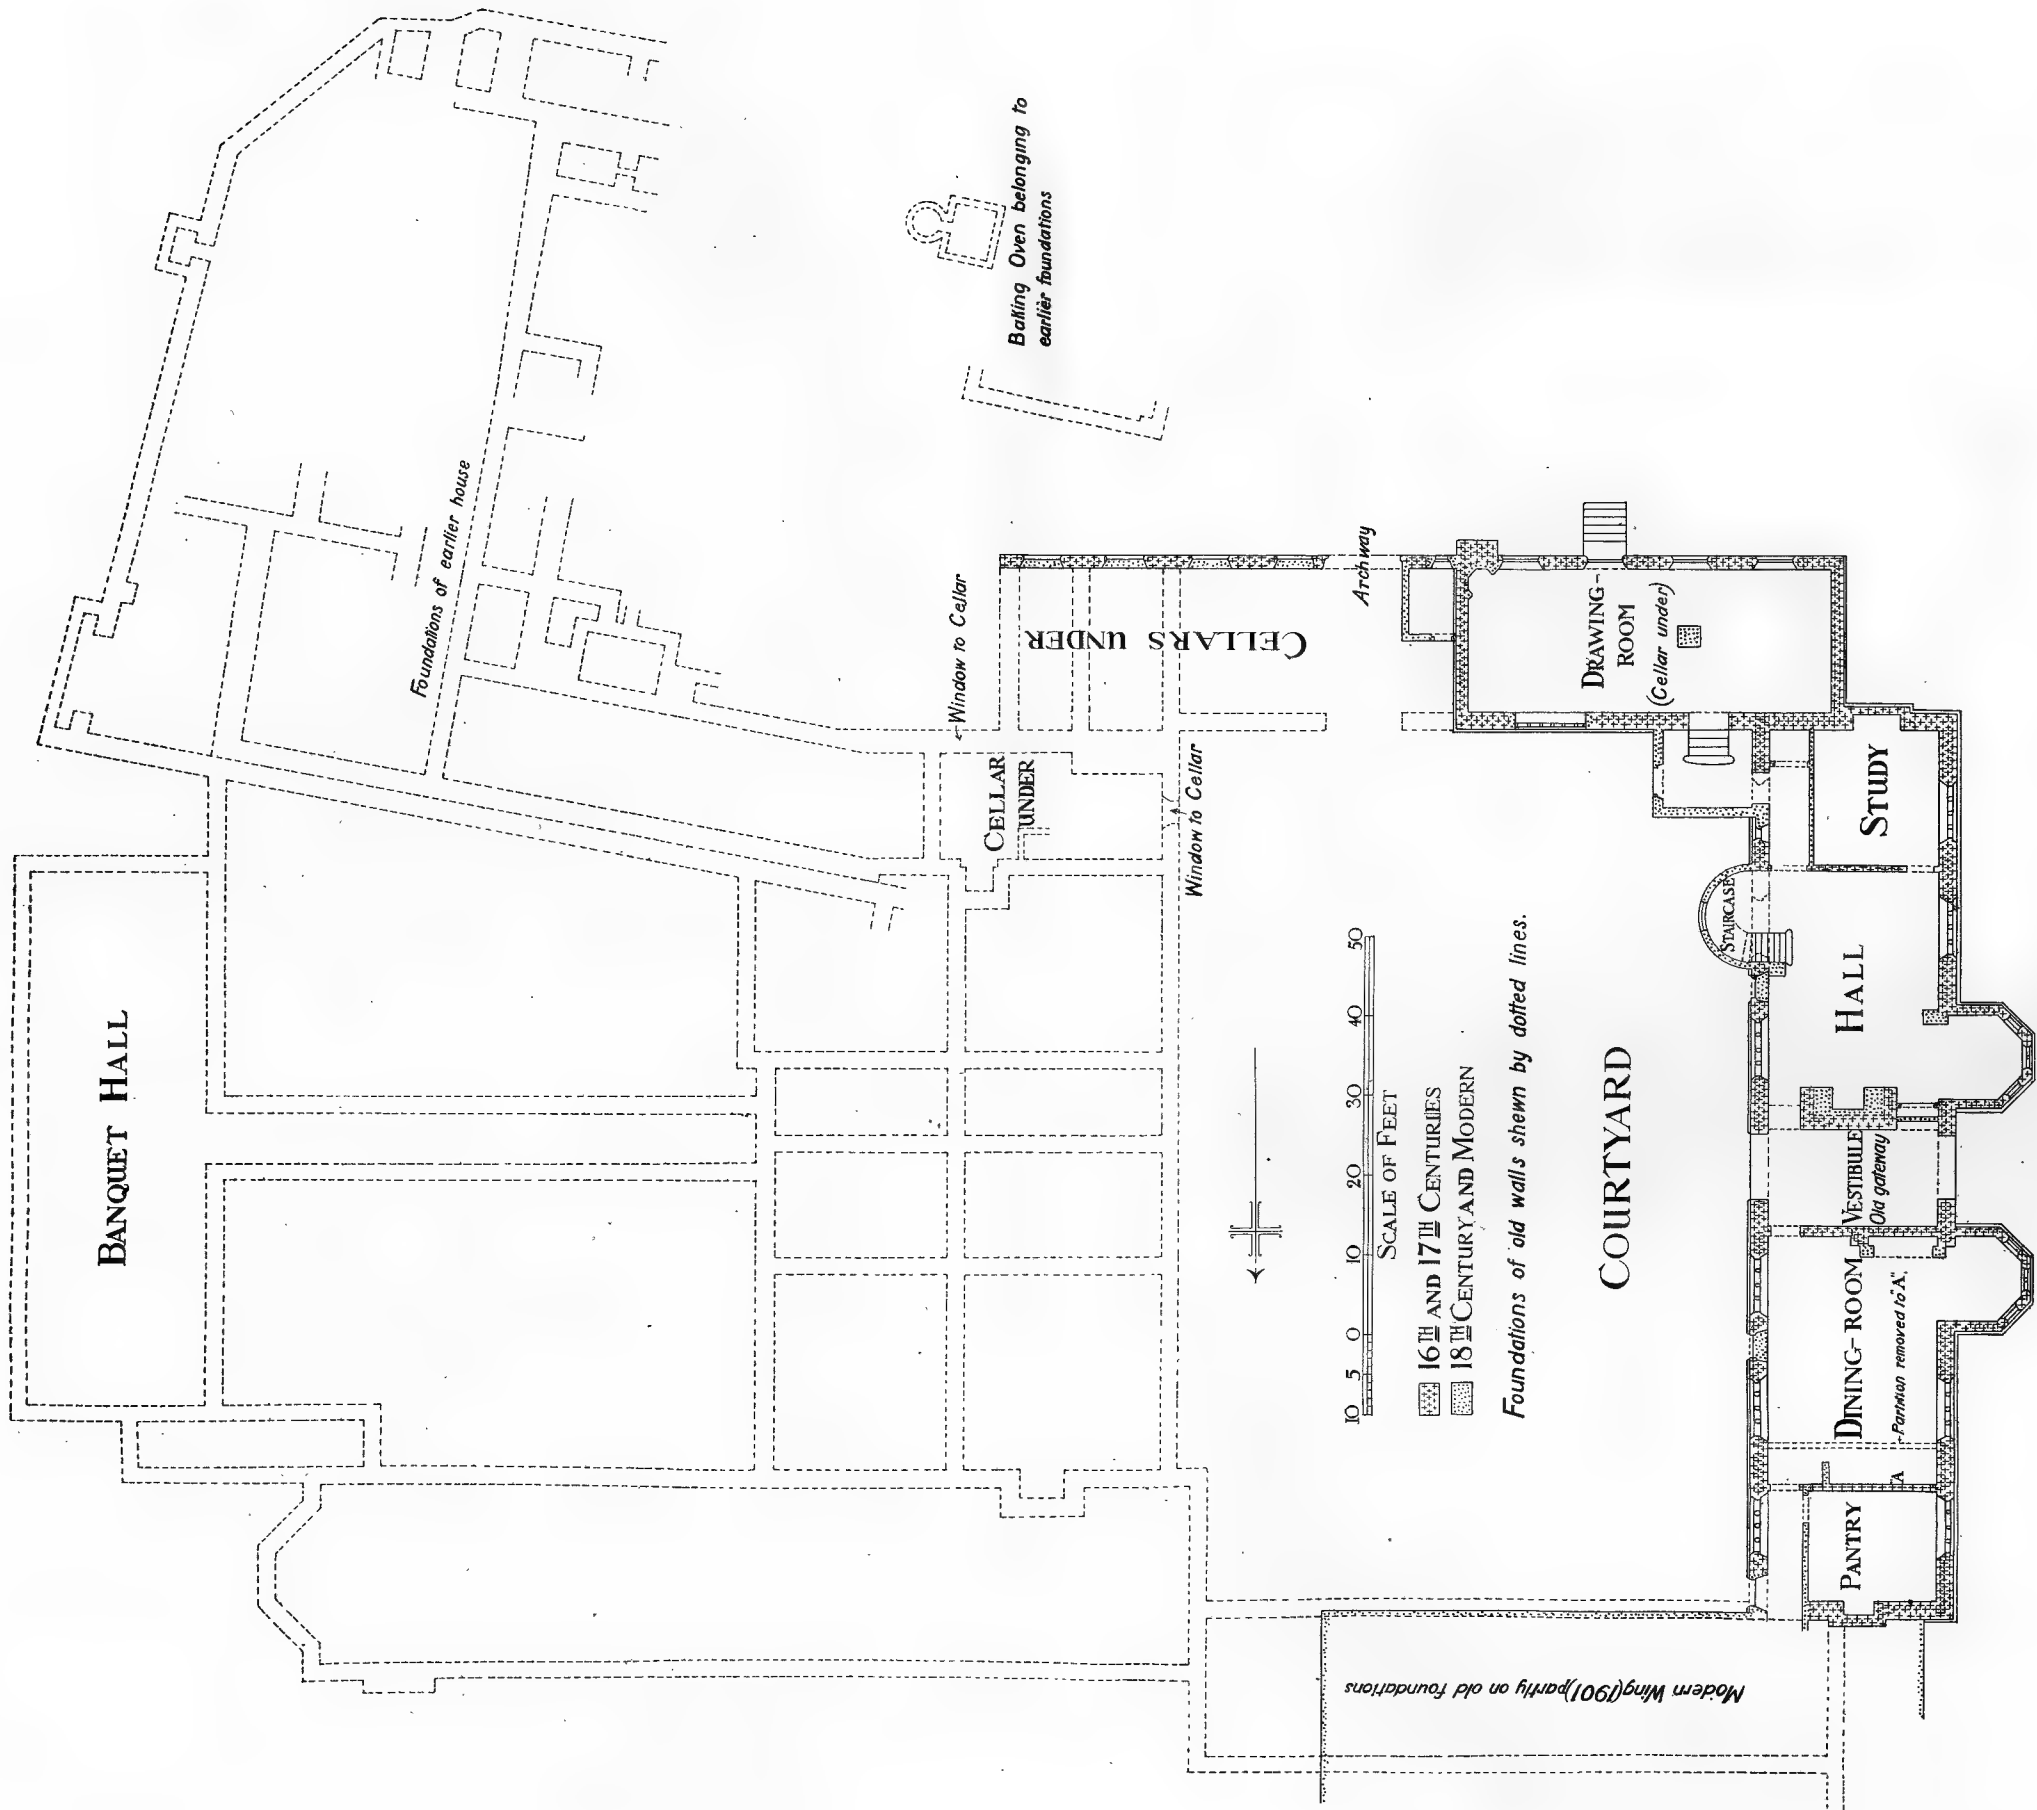 BANQUET HALL
Foundations of earlier house
Baking Oven belonging to
earlier foundations
Window to Cellar
CELLAR
UNDER
Window to Cellar
CELLARS UNDER
Archway
DRAWING-
ROOM
(Cellar under)
STUDY
STAIRCASE
HALL
VESTIBULE
Old gateway
DINING-ROOM
Partition removed to "A".
A
PANTRY
COURTYARD
10 5 0 10 20 30 40 50
SCALE OF FEET
16TH AND 17TH CENTURIES
18TH CENTURY AND MODERN
Foundations of old walls shewn by dotted lines.
Modern Wing (1901) partly on old foundations